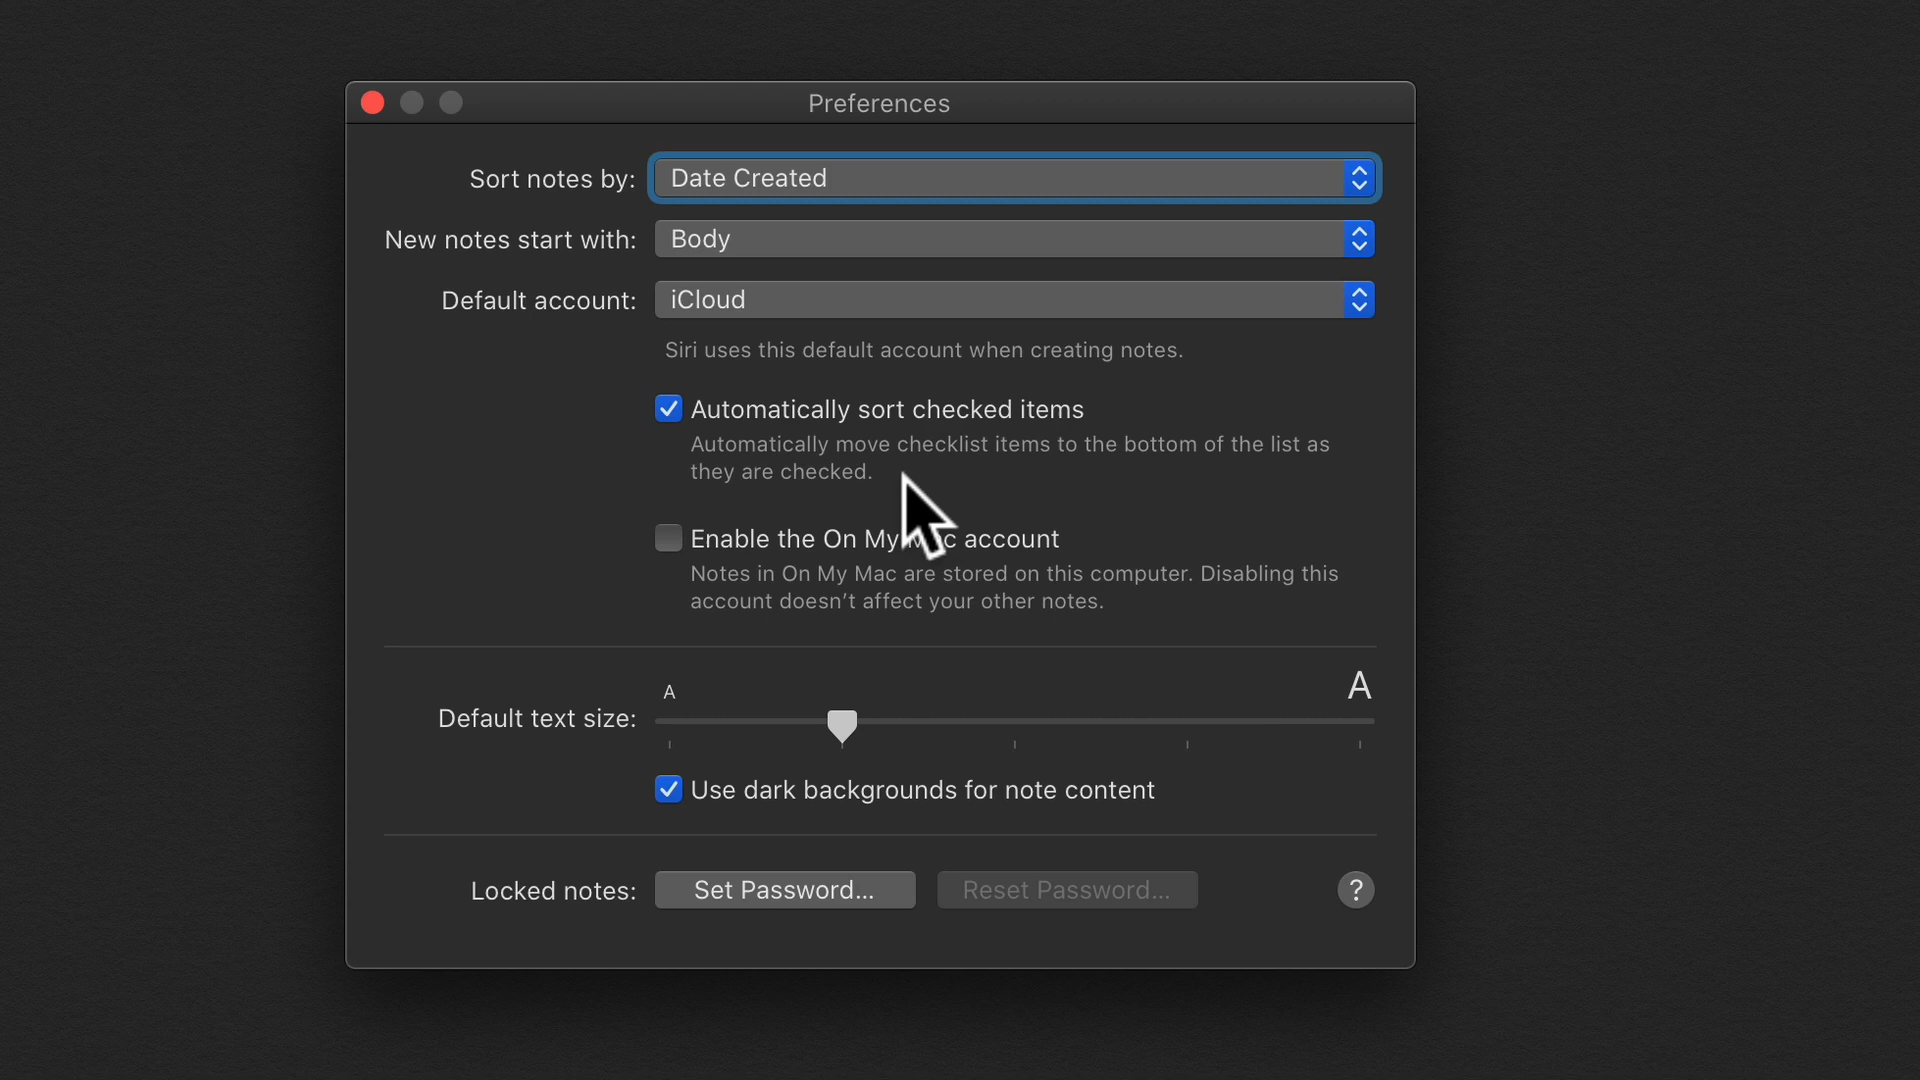 Preferences
Sort notes by: Date Created
New notes start with: Body
Default account: iCloud
Siri uses this default account when creating notes.
Automatically sort checked items
Automatically move checklist items to the bottom of the list as
they are checked.
Enable the On My Mac account
Notes in On My Mac are stored on this computer. Disabling this
account doesn’t affect your other notes.
A A
Default text size:
Use dark backgrounds for note content
Locked notes: Set Password... Reset Password... ?